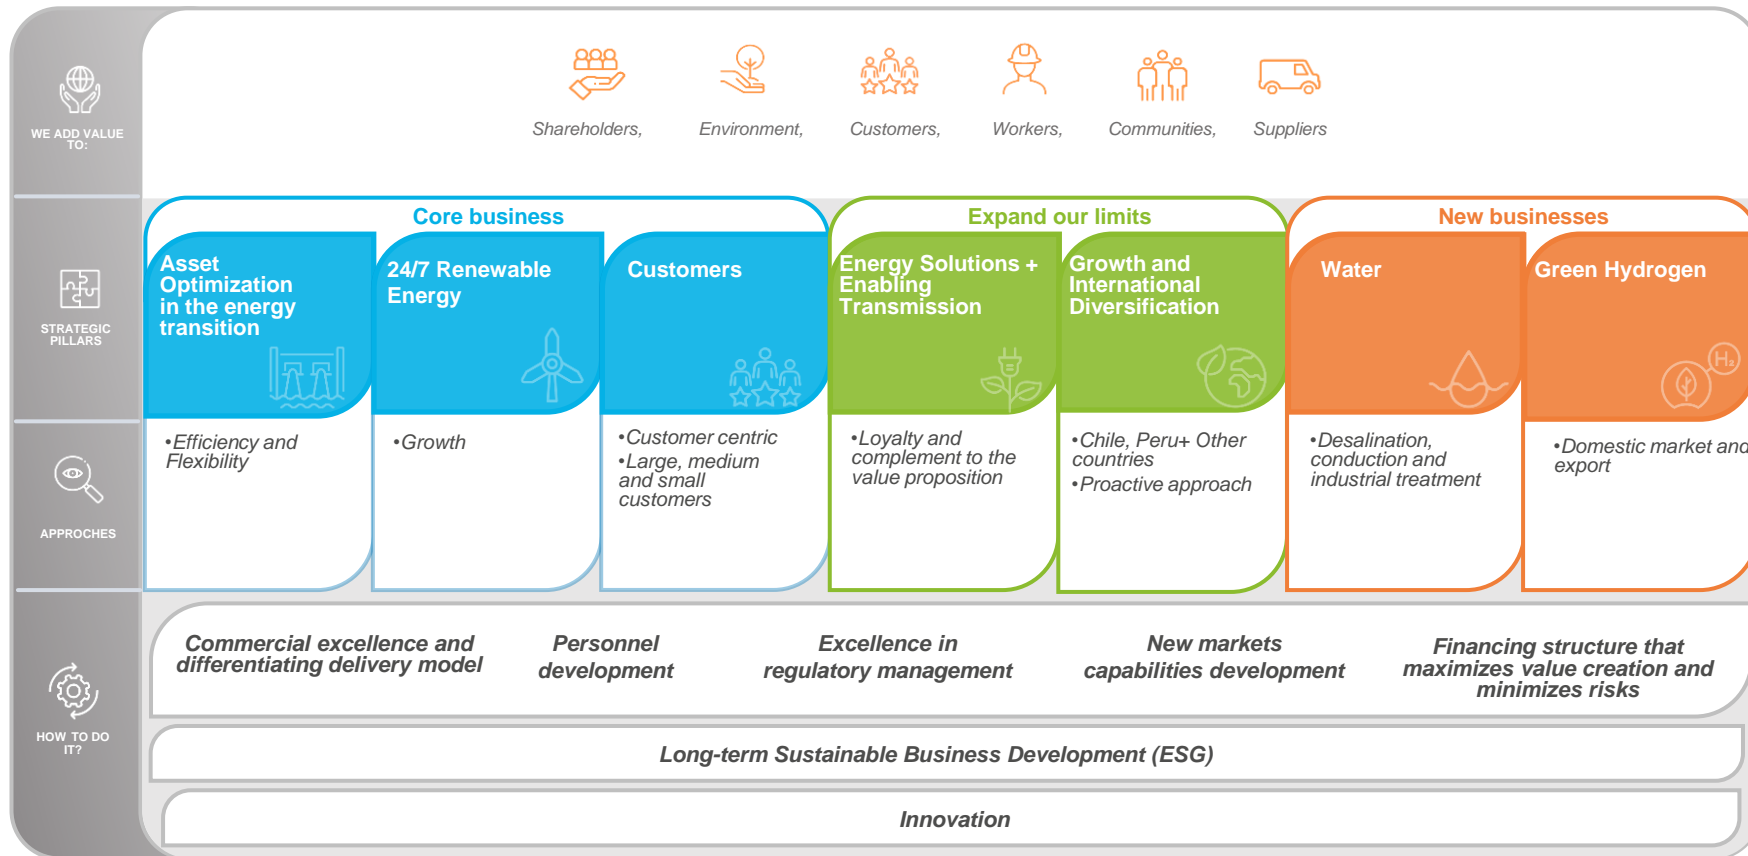 WE ADD VALUE
TO:
Shareholders,
Environment,
Customers,
Workers,
Communities,
Suppliers
STRATEGIC
PILLARS
Core business
Expand our limits
New businesses
Asset
Optimization
in the energy
transition
24/7 Renewable
Energy
Customers
Energy Solutions +
Enabling
Transmission
Growth and
International
Diversification
Water
Green Hydrogen
H2
APPROCHES
•Efficiency and
Flexibility
•Growth
•Customer centric
•Large, medium
and small
customers
•Loyalty and
complement to the
value proposition
•Chile, Peru+ Other
countries
•Proactive approach
•Desalination,
conduction and
industrial treatment
•Domestic market and
export
HOW TO DO
IT?
Commercial excellence and
differentiating delivery model
Personnel
development
Excellence in
regulatory management
New markets
capabilities development
Financing structure that
maximizes value creation and
minimizes risks
Long-term Sustainable Business Development (ESG)
Innovation